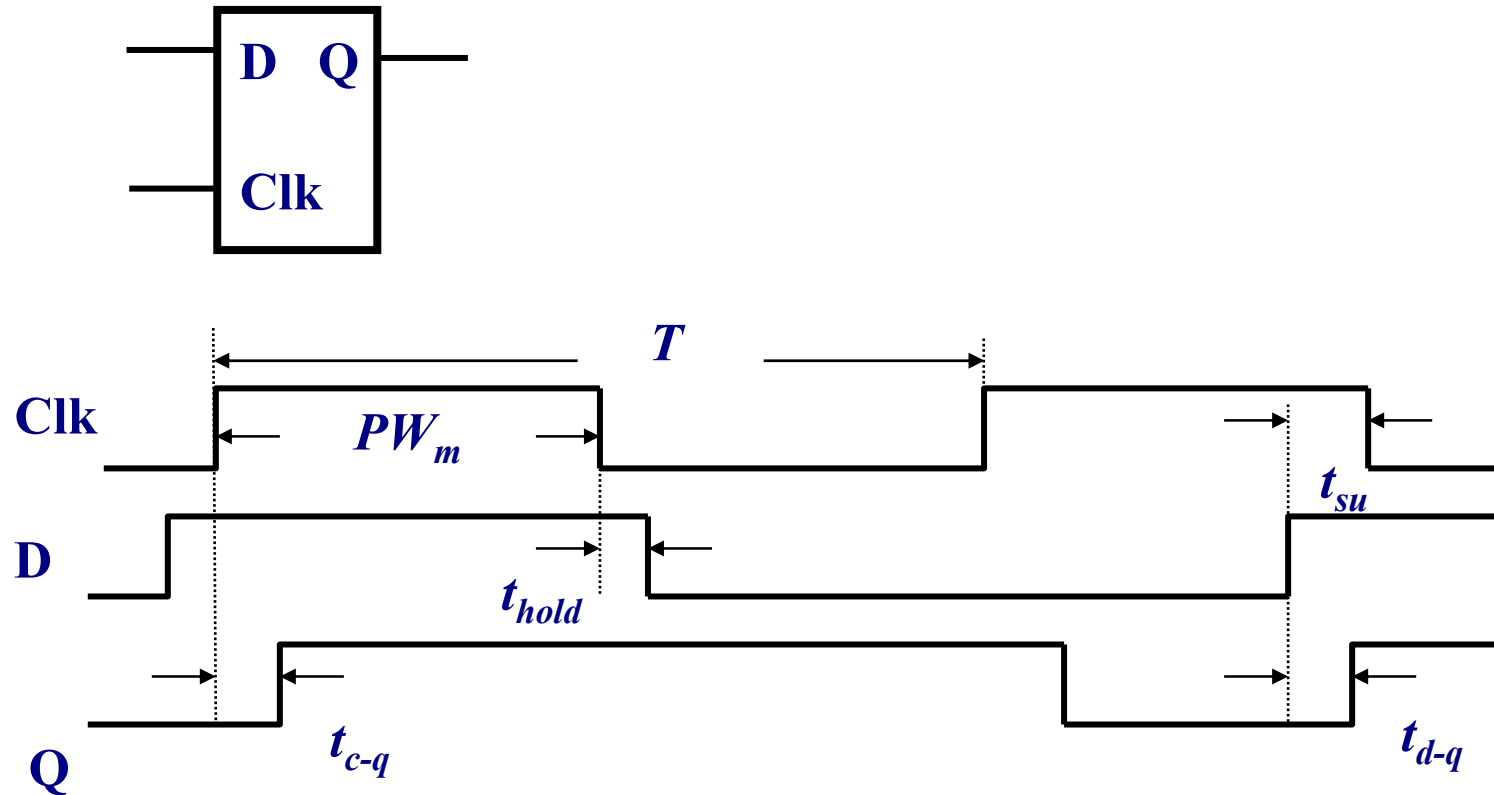 D Q
Clk
T
Clk
PWm
tsu
D
thold
tc-q
td-q
Q